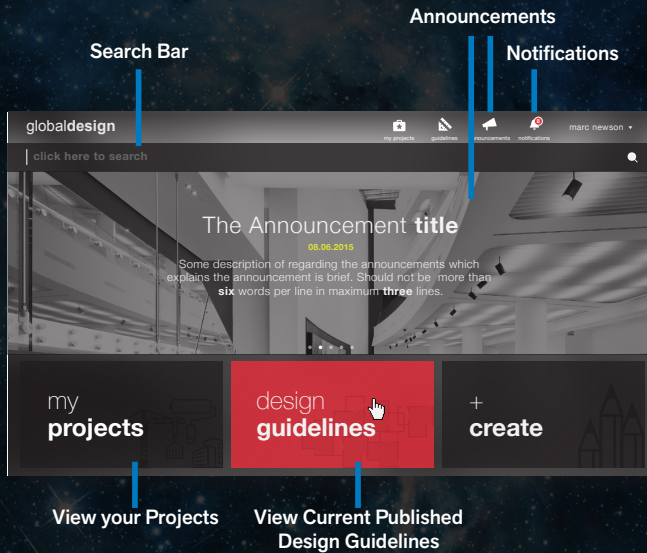 Announcements
Search Bar
Notifications
globaldesign
my projects
guidelines
announcements
notifications
marc newson
click here to search
The Announcement title
08.06.2015
Some description of regarding the announcements which
explains the announcement is brief. Should not be more than
six words per line in maximum three lines.
my
projects
design
guidelines
+
create
View your Projects
View Current Published
Design Guidelines